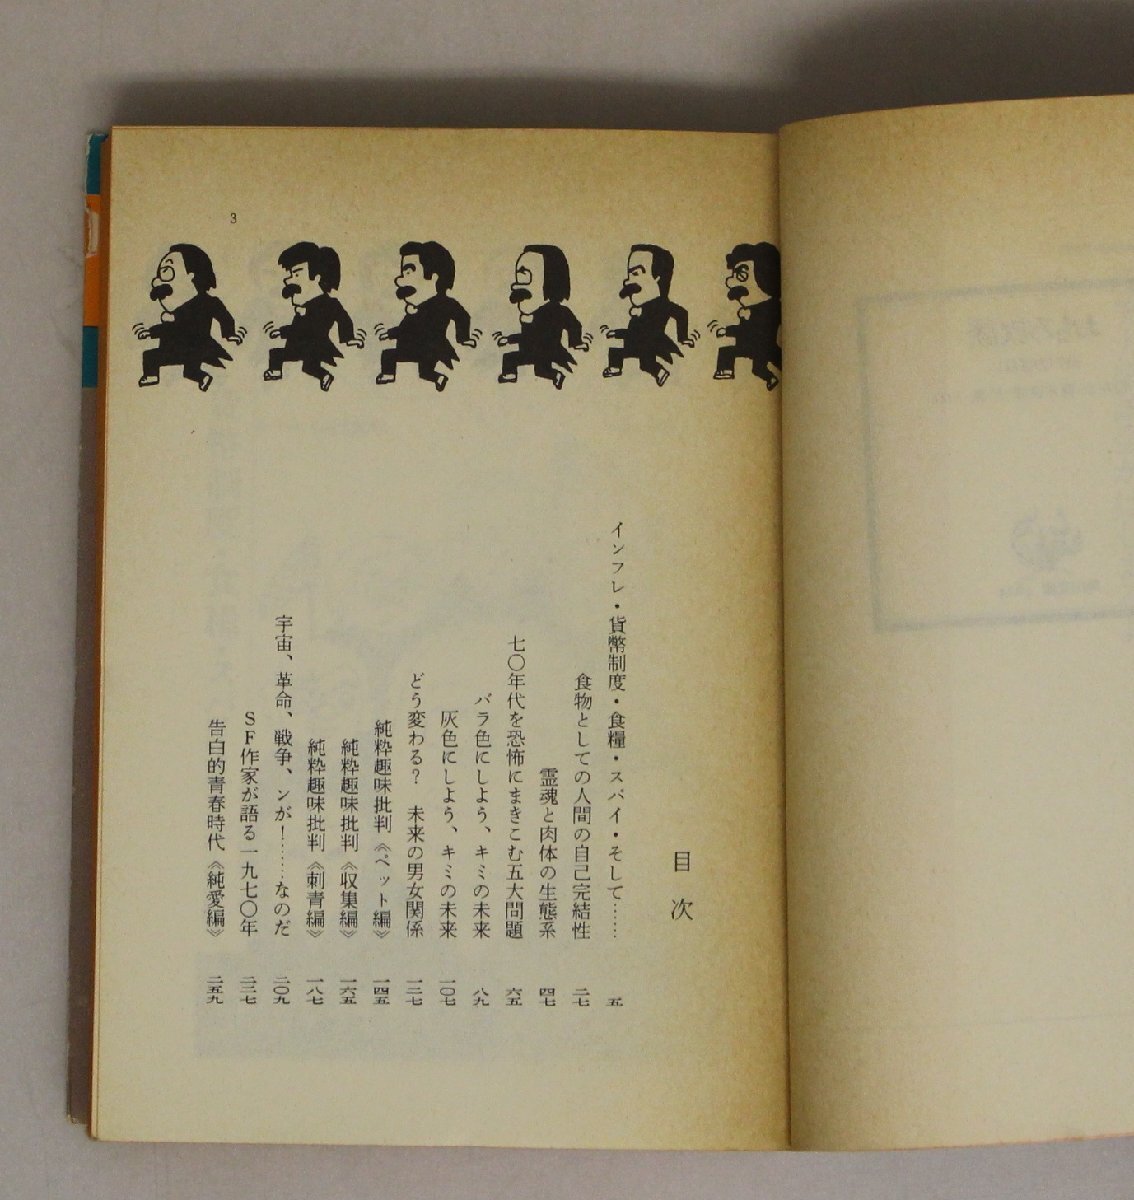 3
目次
インフレ・貨幣制度・食糧・スパイ・そして…… 五
食物としての人間の自己完結性 二七
霊魂と肉体の生態系 四七
七〇年代を恐怖にまきこむ五大問題 六五
バラ色にしよう、キミの未来 八九
灰色にしよう、キミの未来 一〇七
どう変わる？　未来の男女関係 一二七
純粋趣味批判《ペット編》 一四五
純粋趣味批判《収集編》 一六五
純粋趣味批判《刺青編》 一八七
宇宙、革命、戦争、ンが！……なのだ 二〇九
SF作家が語る一九七〇年 二三七
告白的青春時代《純愛編》 二五九